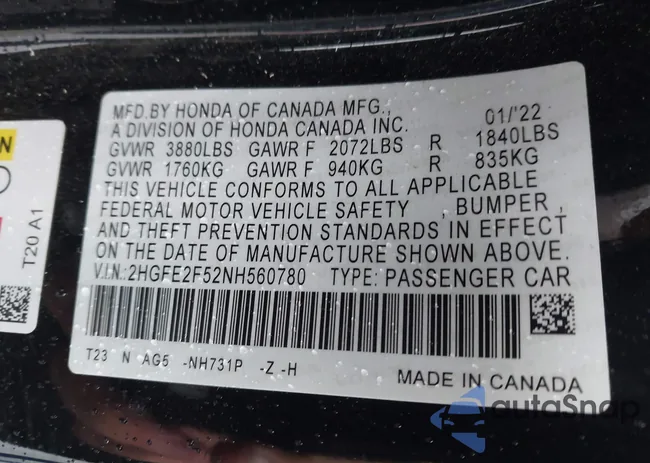 MFD.BY HONDA OF CANADA MFG., 01/'22
A DIVISION OF HONDA CANADA INC.
GVWR 3880LBS GAWR F 2072LBS R 1840LBS
GVWR 1760KG GAWR F 940KG R 835KG
THIS VEHICLE CONFORMS TO ALL APPLICABLE
FEDERAL MOTOR VEHICLE SAFETY , BUMPER ,
AND THEFT PREVENTION STANDARDS IN EFFECT
ON THE DATE OF MANUFACTURE SHOWN ABOVE.
V.I.N.: 2HGFE2F52NH560780 TYPE: PASSENGER CAR
T23 N AG5 -NH731P -Z -H
MADE IN CANADA
T20 A1
autoSnap